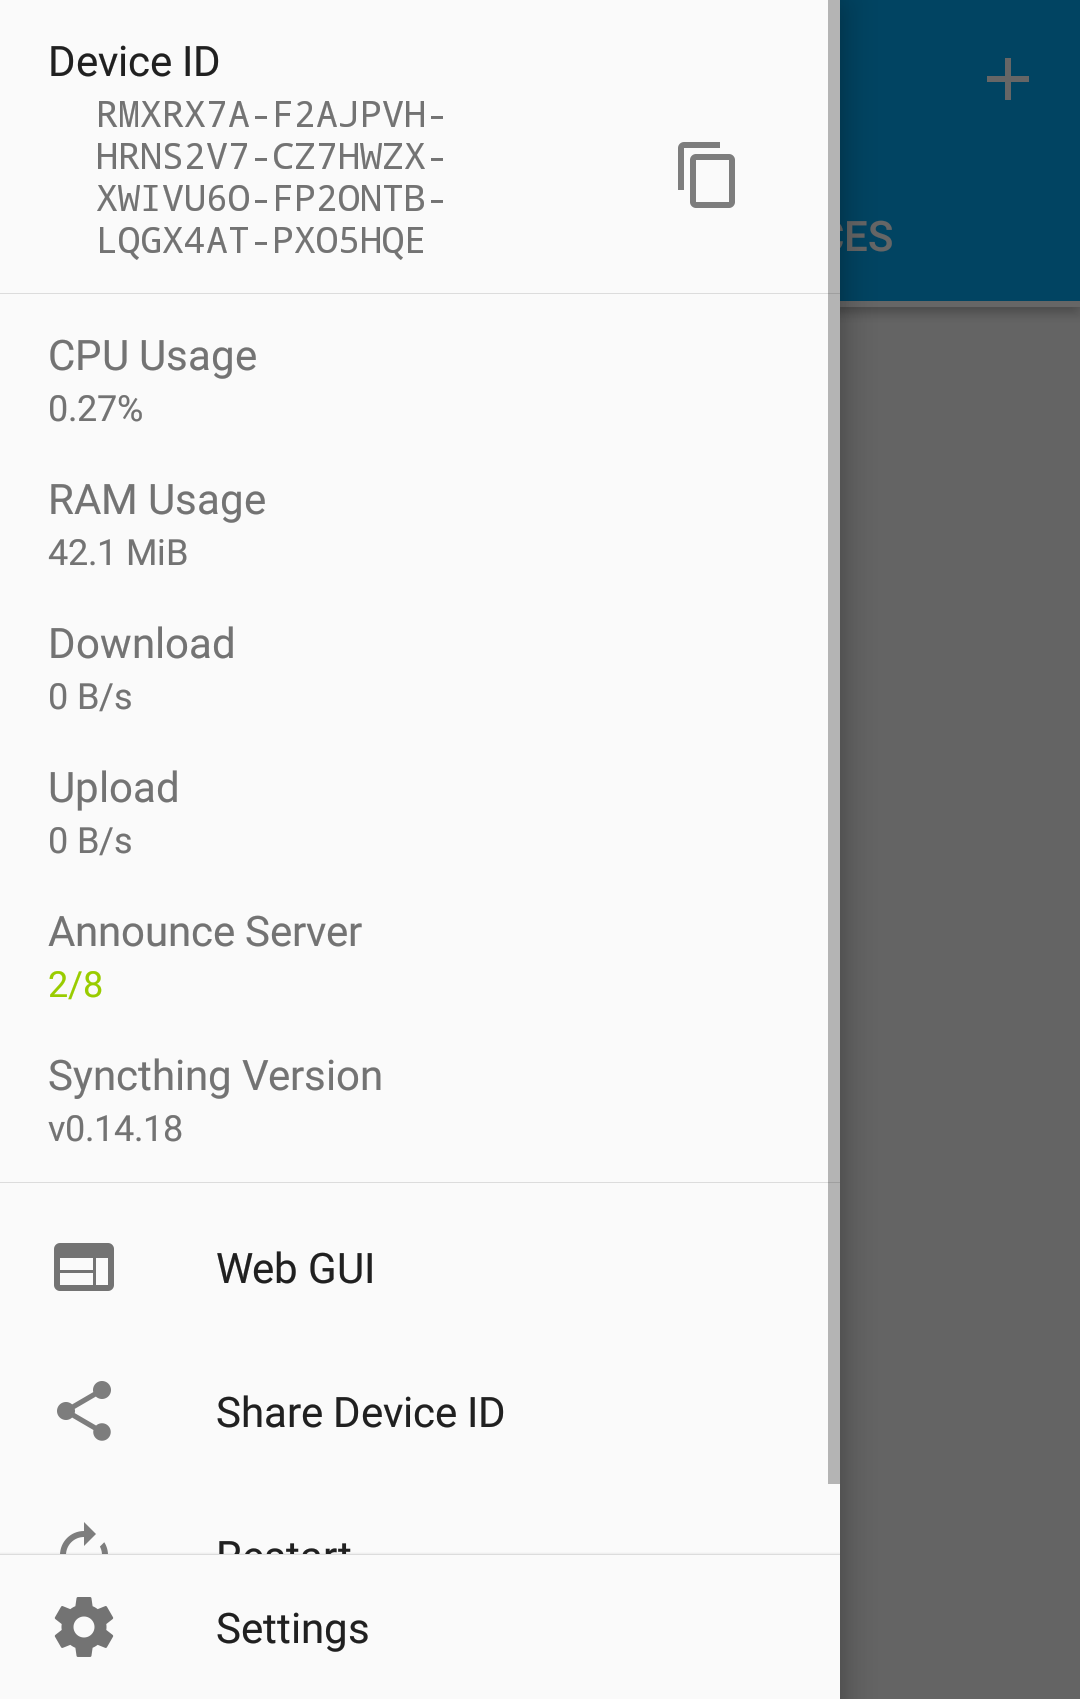 Device ID
RMXRX7A-F2AJPVH-
HRNS2V7-CZ7HWZX-
XWIVU6O-FP2ONTB-
LQGX4AT-PXO5HQE
CPU Usage
0.27%
RAM Usage
42.1 MiB
Download
0 B/s
Upload
0 B/s
Announce Server
2/8
Syncthing Version
v0.14.18
Web GUI
Share Device ID
Restart
Settings